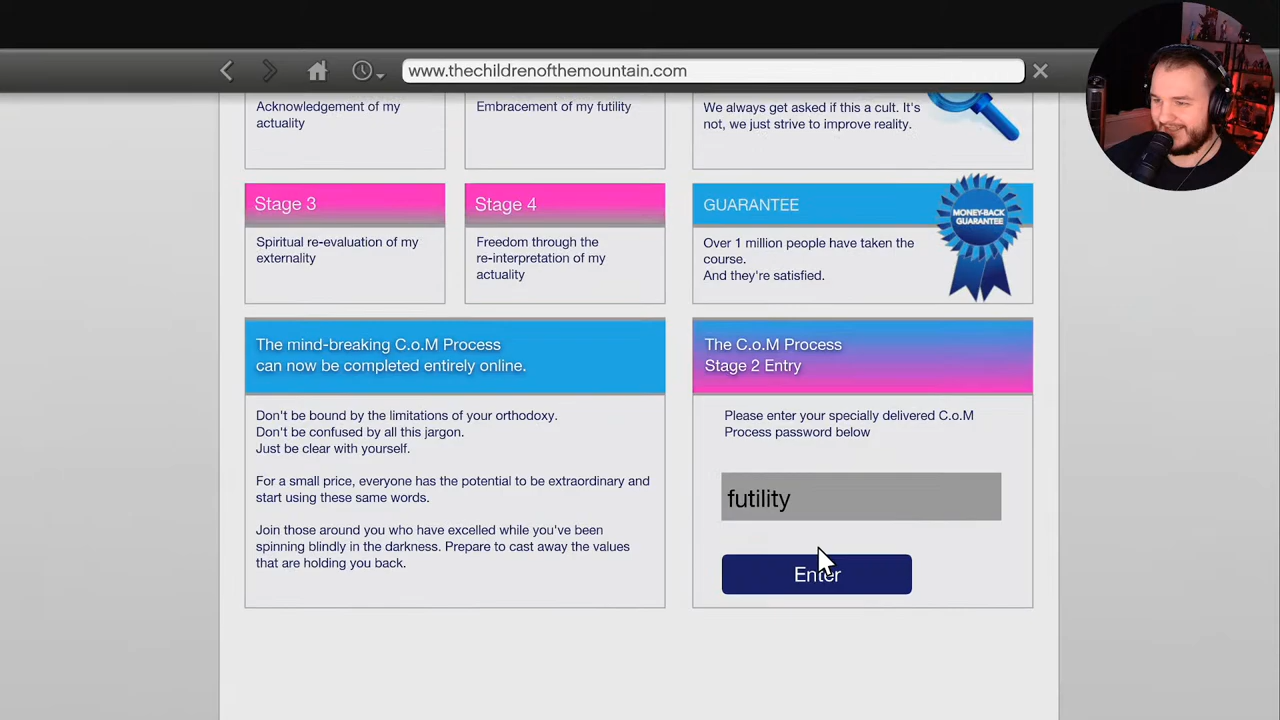 www.thechildrenofthemountain.com
Acknowledgement of my
actuality
Embracement of my futility
We always get asked if this a cult. It's
not, we just strive to improve reality.
Stage 3
Spiritual re-evaluation of my
externality
Stage 4
Freedom through the
re-interpretation of my
actuality
GUARANTEE
MONEY-BACK
GUARANTEE
Over 1 million people have taken the
course.
And they're satisfied.
The mind-breaking C.o.M Process
can now be completed entirely online.
Don't be bound by the limitations of your orthodoxy.
Don't be confused by all this jargon.
Just be clear with yourself.
For a small price, everyone has the potential to be extraordinary and
start using these same words.
Join those around you who have excelled while you've been
spinning blindly in the darkness. Prepare to cast away the values
that are holding you back.
The C.o.M Process
Stage 2 Entry
Please enter your specially delivered C.o.M
Process password below
futility
Enter